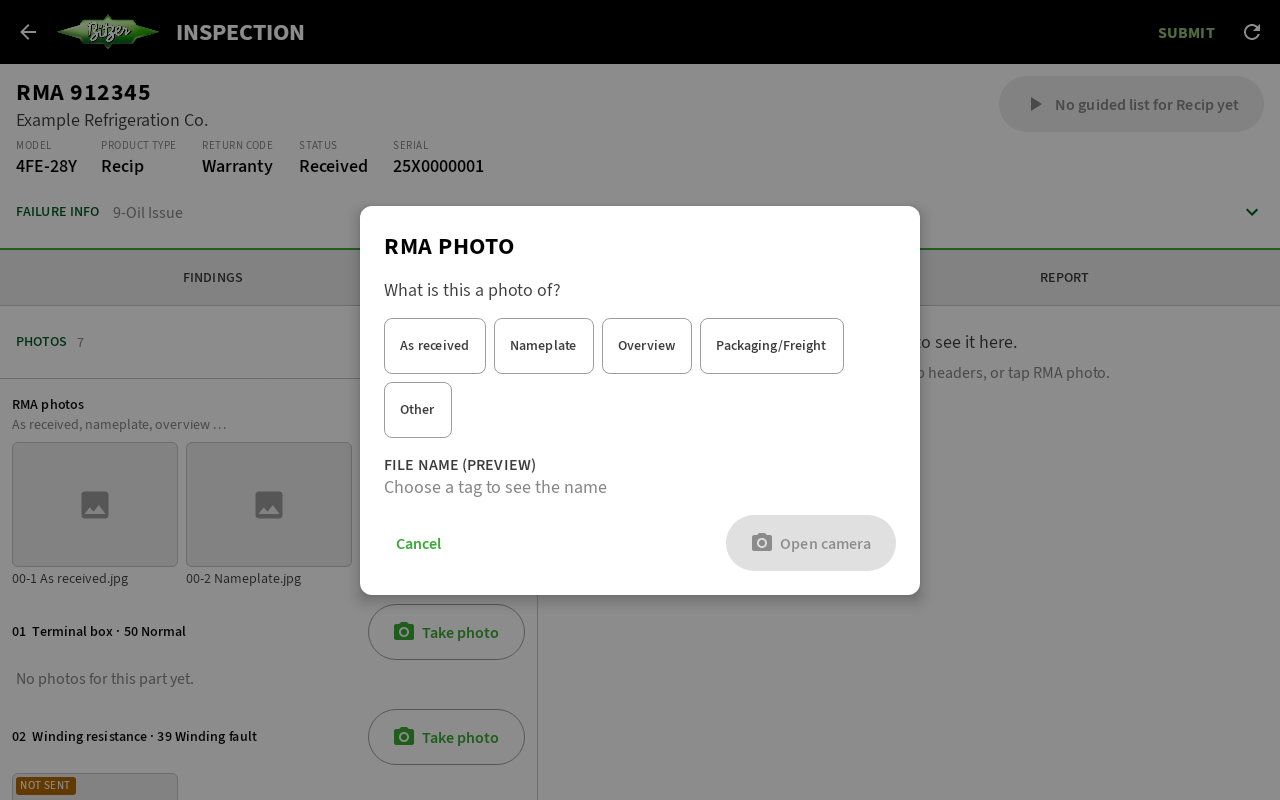 Bitzer
INSPECTION
SUBMIT
RMA 912345
Example Refrigeration Co.
No guided list for Recip yet
MODEL PRODUCT TYPE RETURN CODE STATUS SERIAL
4FE-28Y Recip Warranty Received 25X0000001
FAILURE INFO 9-Oil Issue
FINDINGS
REPORT
PHOTOS 7
to see it here.
headers, or tap RMA photo.
RMA photos
As received, nameplate, overview …
00-1 As received.jpg
00-2 Nameplate.jpg
01 Terminal box · 50 Normal
Take photo
No photos for this part yet.
02 Winding resistance · 39 Winding fault
Take photo
NOT SENT
RMA PHOTO
What is this a photo of?
As received
Nameplate
Overview
Packaging/Freight
Other
FILE NAME (PREVIEW)
Choose a tag to see the name
Cancel
Open camera